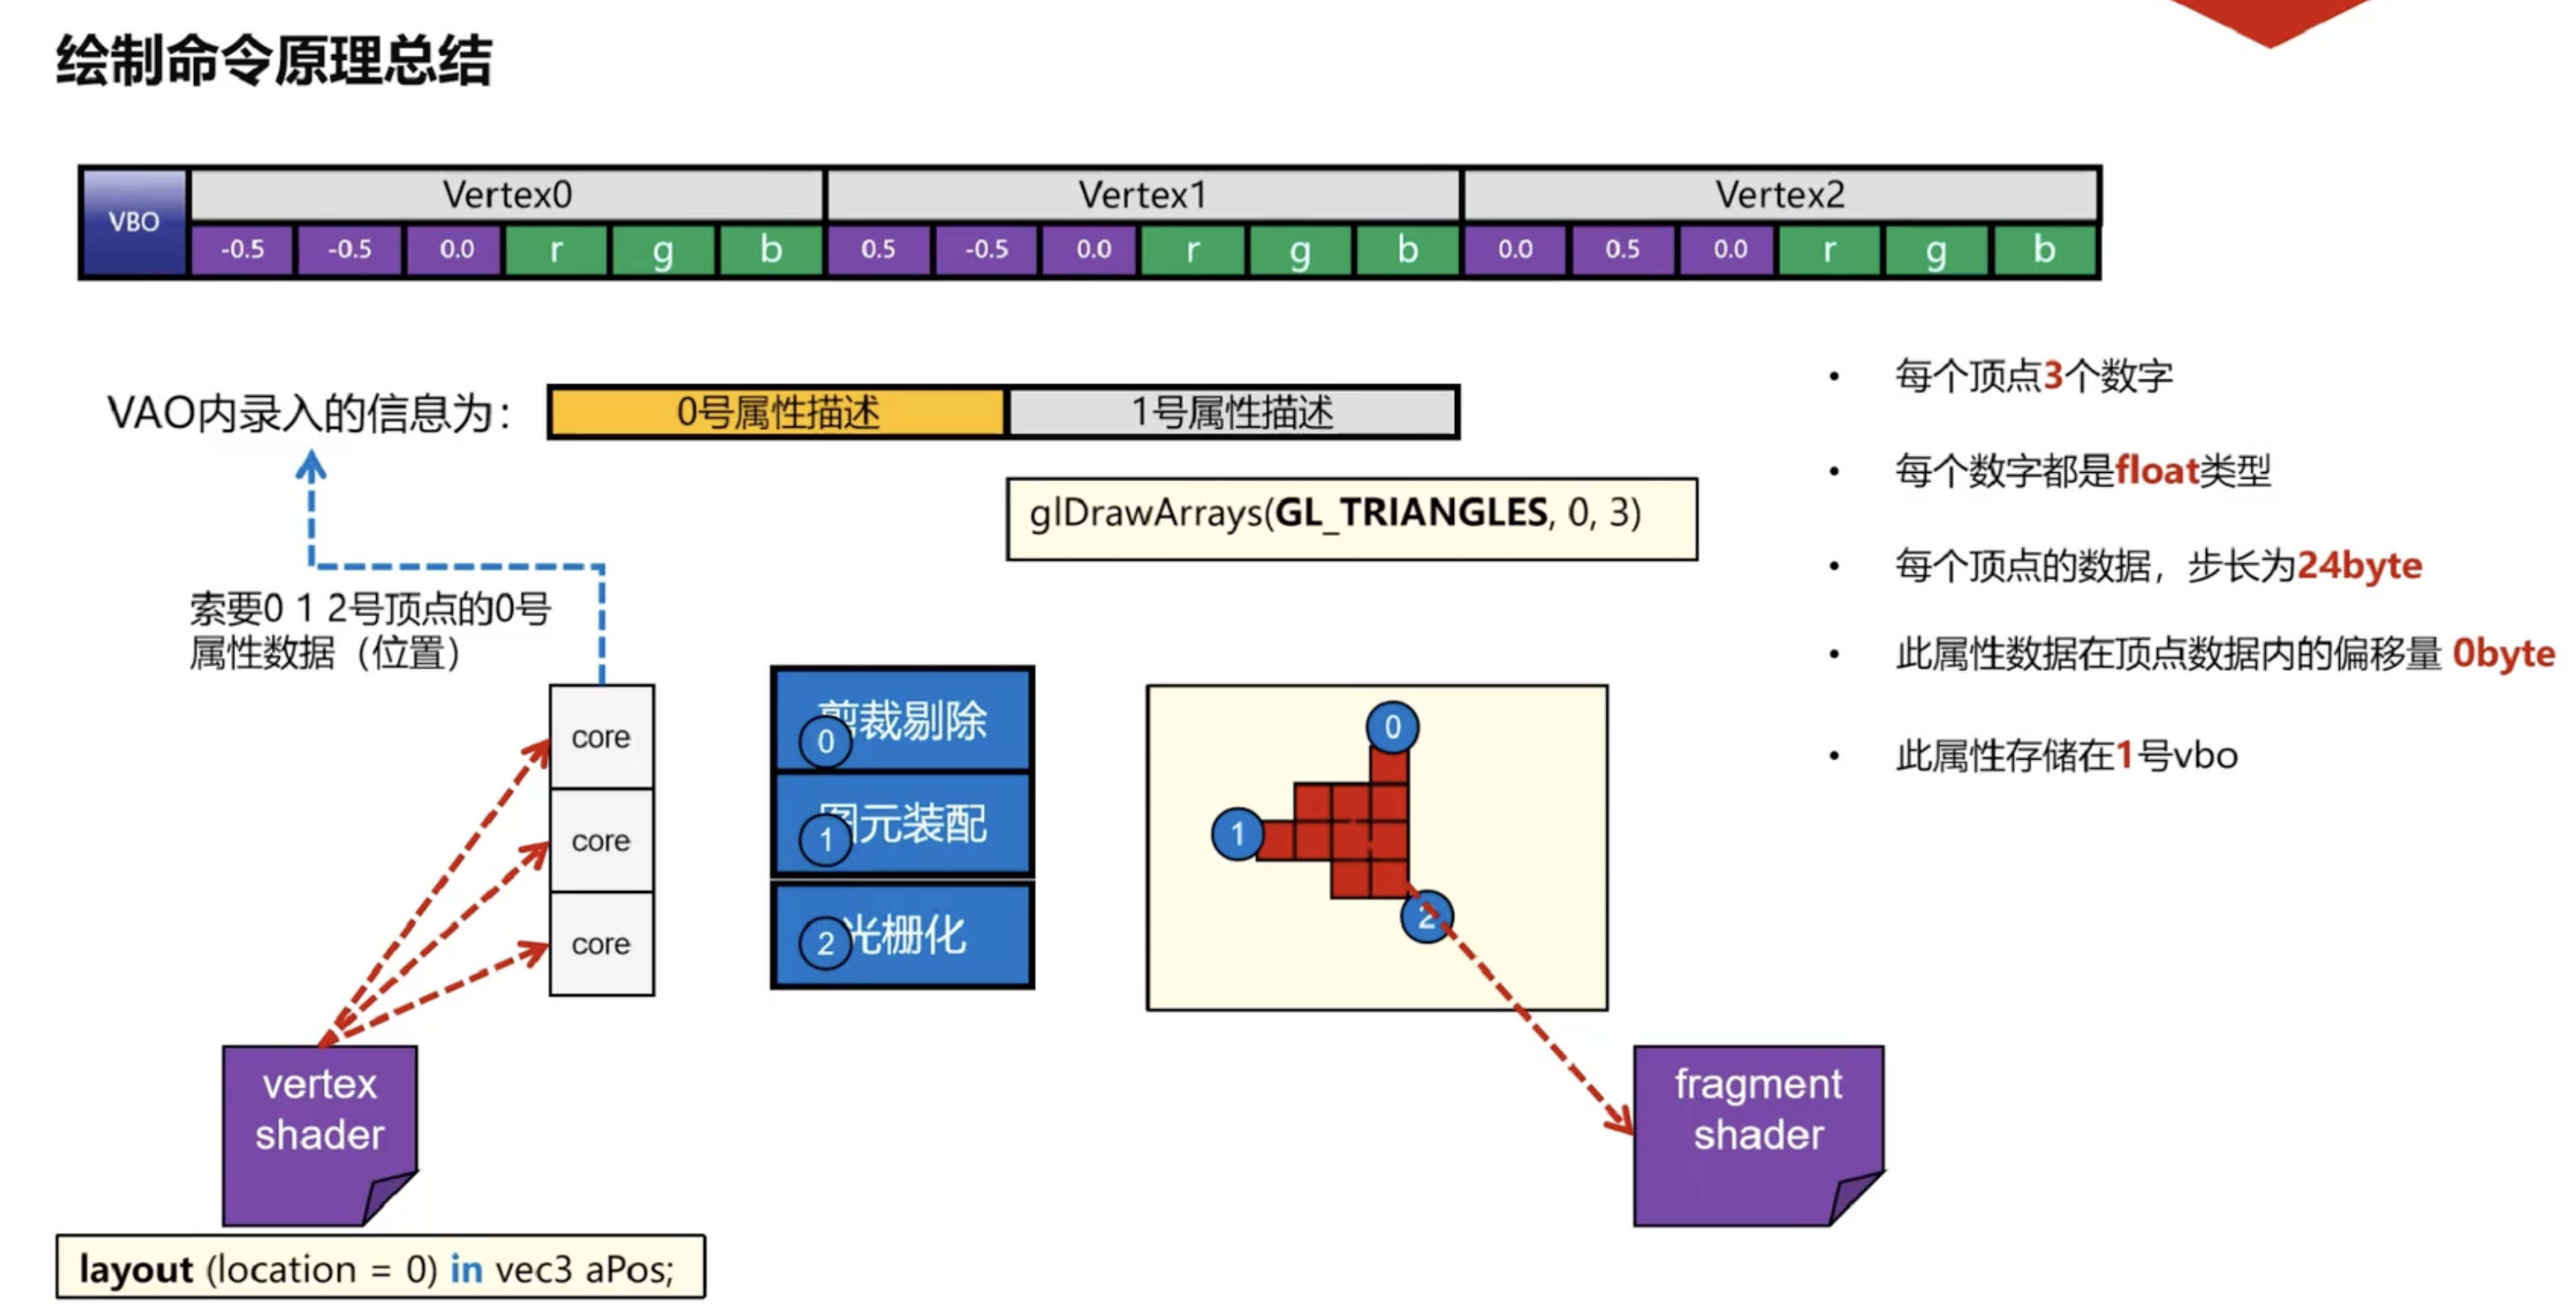 绘制命令原理总结
VBO Vertex0 Vertex1 Vertex2
-0.5 -0.5 0.0 r g b 0.5 -0.5 0.0 r g b 0.0 0.5 0.0 r g b
VAO内录入的信息为： 0号属性描述 1号属性描述
glDrawArrays(GL_TRIANGLES, 0, 3)
• 每个顶点3个数字
• 每个数字都是float类型
• 每个顶点的数据，步长为24byte
• 此属性数据在顶点数据内的偏移量 0byte
• 此属性存储在1号vbo
索要0 1 2号顶点的0号
属性数据（位置）
core
core
core
剪裁剔除
0
图元装配
1
光栅化
2
0
1
2
vertex
shader
fragment
shader
layout (location = 0) in vec3 aPos;